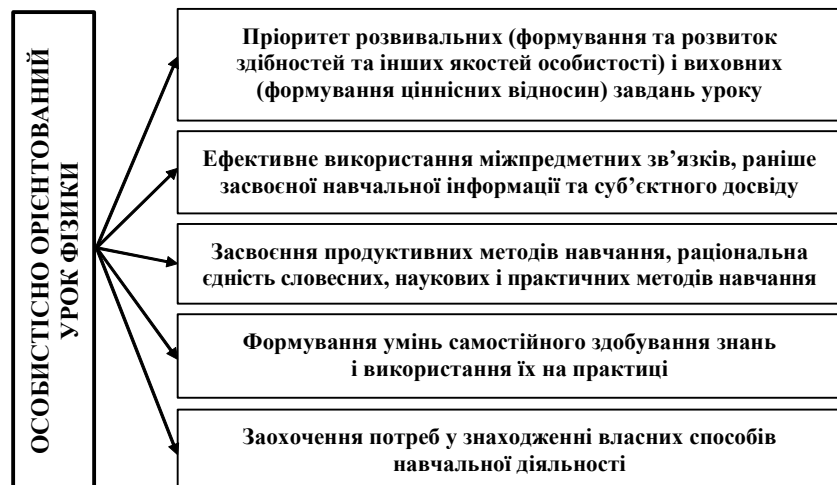 ОСОБИСТІСНО ОРІЄНТОВАНИЙ
УРОК ФІЗИКИ
Пріоритет розвивальних (формування та розвиток
здібностей та інших якостей особистості) і виховних
(формування ціннісних відносин) завдань уроку
Ефективне використання міжпредметних зв’язків, раніше
засвоєної навчальної інформації та суб’єктного досвіду
Засвоєння продуктивних методів навчання, раціональна
єдність словесних, наукових і практичних методів навчання
Формування умінь самостійного здобування знань
і використання їх на практиці
Заохочення потреб у знаходженні власних способів
навчальної діяльності